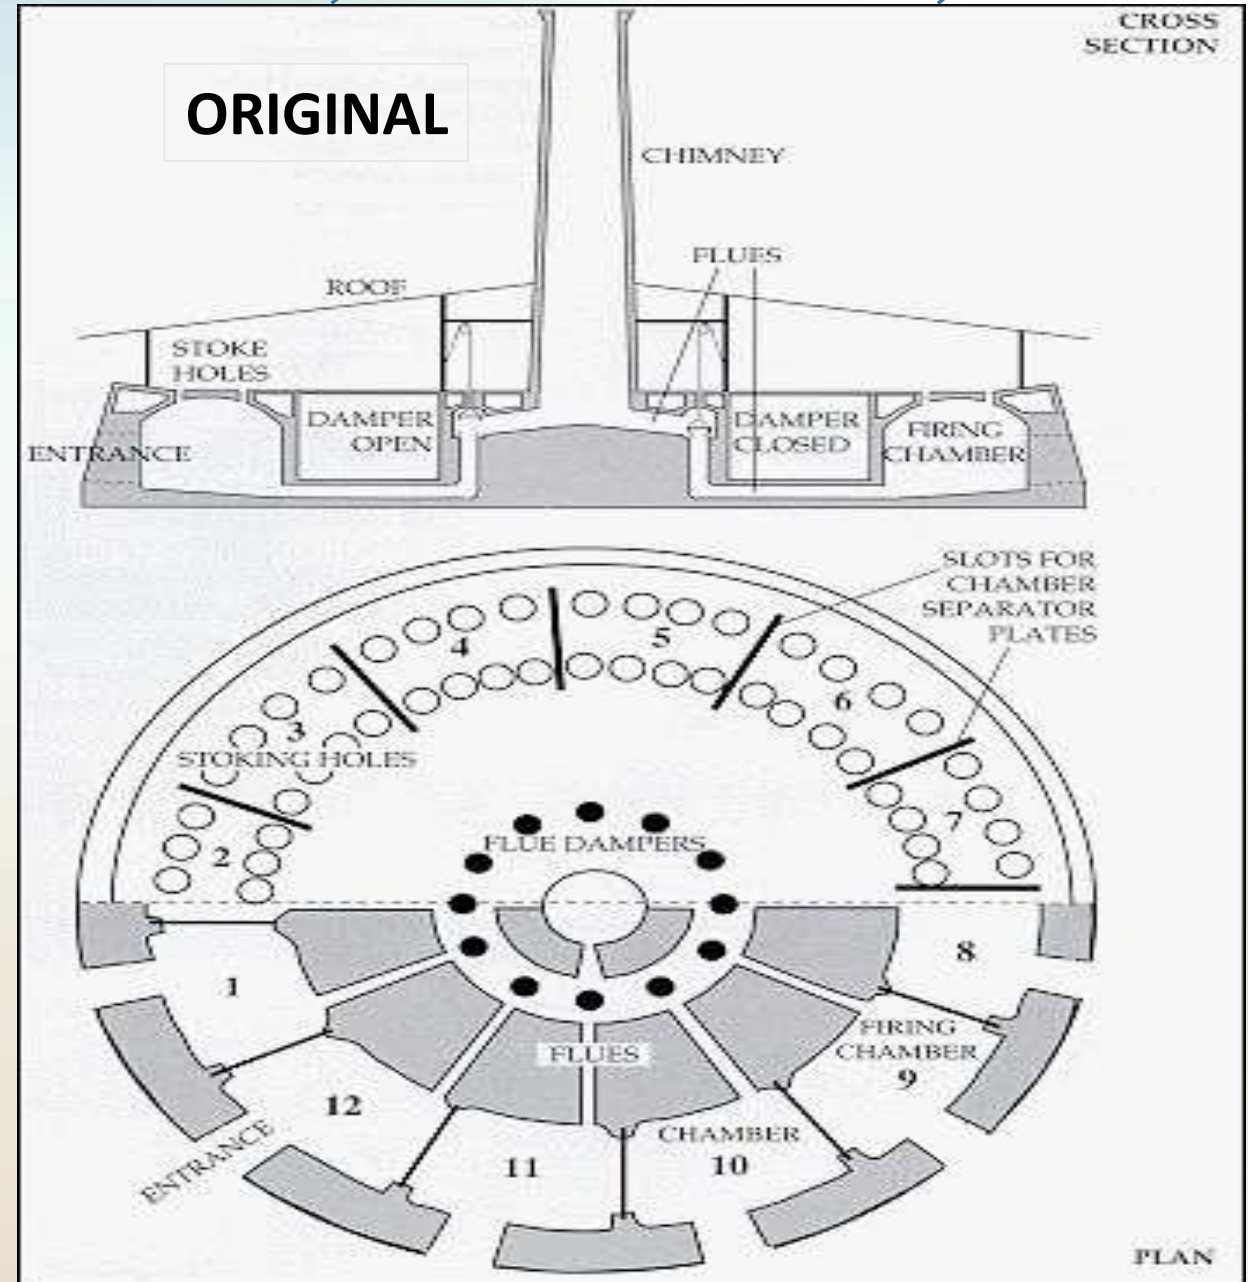 CROSS
SECTION
ORIGINAL
CHIMNEY
FLUES
ROOF
STOKE
HOLES
DAMPER
OPEN
DAMPER
CLOSED
FIRING
CHAMBER
ENTRANCE
SLOTS FOR
CHAMBER
SEPARATOR
PLATES
5
4
6
3
STOKING HOLES
7
2
FLUE DAMPERS
8
1
FIRING
CHAMBER
9
FLUES
12
CHAMBER
10
11
ENTRANCE
PLAN